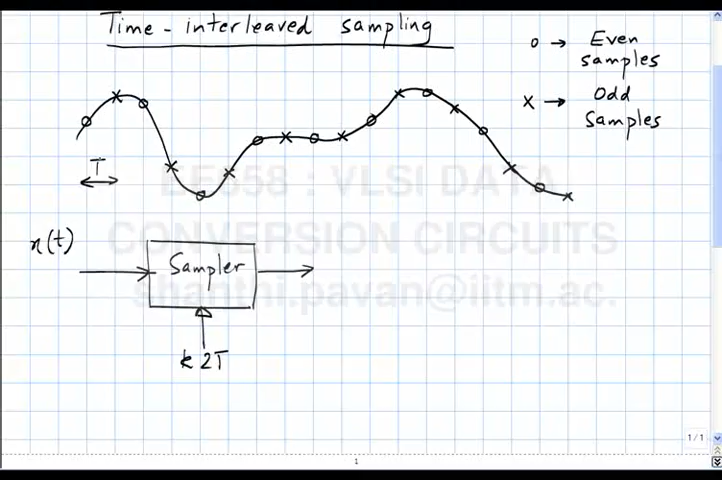 Time-interleaved sampling
o → Even
samples
x → Odd
samples
T
EE658 : VLSI DATA
CONVERSION CIRCUITS
shanthi.pavan@iitm.ac.
x(t)
Sampler
k 2T
1/1
1